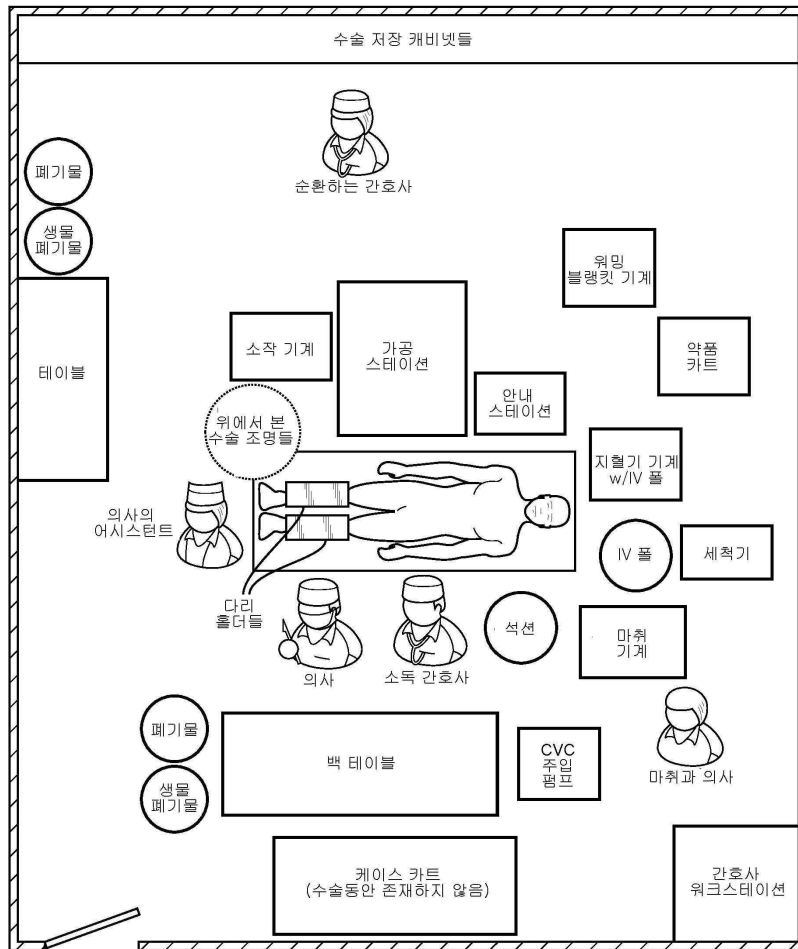 수술 저장 캐비넷들
순환하는 간호사
폐기물
생물
폐기물
테이블
워밍
블랭킷 기계
소작 기계
가공
스테이션
약품
카트
안내
스테이션
위에서 본
수술 조명들
지혈기 기계
w/IV 폴
의사의
어시스턴트
IV 폴
세척기
다리
홀더들
의사
소독 간호사
석션
마취
기계
마취과 의사
폐기물
생물
폐기물
백 테이블
CVC
주입
펌프
케이스 카트
(수술동안 존재하지 않음)
간호사
워크스테이션